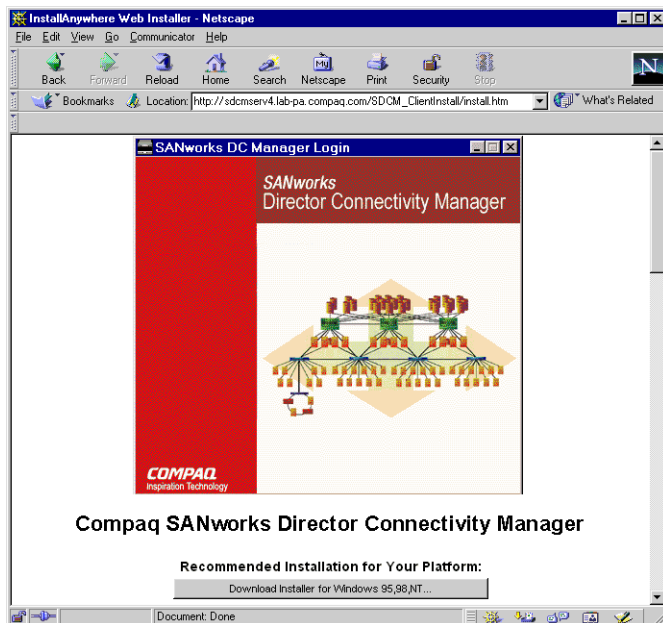 InstallAnywhere Web Installer - Netscape
File Edit View Go Communicator Help
Back Forward Reload Home Search Netscape Print Security Stop
My
N
Bookmarks Location: http://sdcmserv4.lab-pa.compaq.com/SDCM_ClientInstall/install.htm What's Related
SANworks DC Manager Login
SANworks
Director Connectivity Manager
COMPAQ
Inspiration Technology
Compaq SANworks Director Connectivity Manager
Recommended Installation for Your Platform:
Download Installer for Windows 95,98,NT...
Document: Done